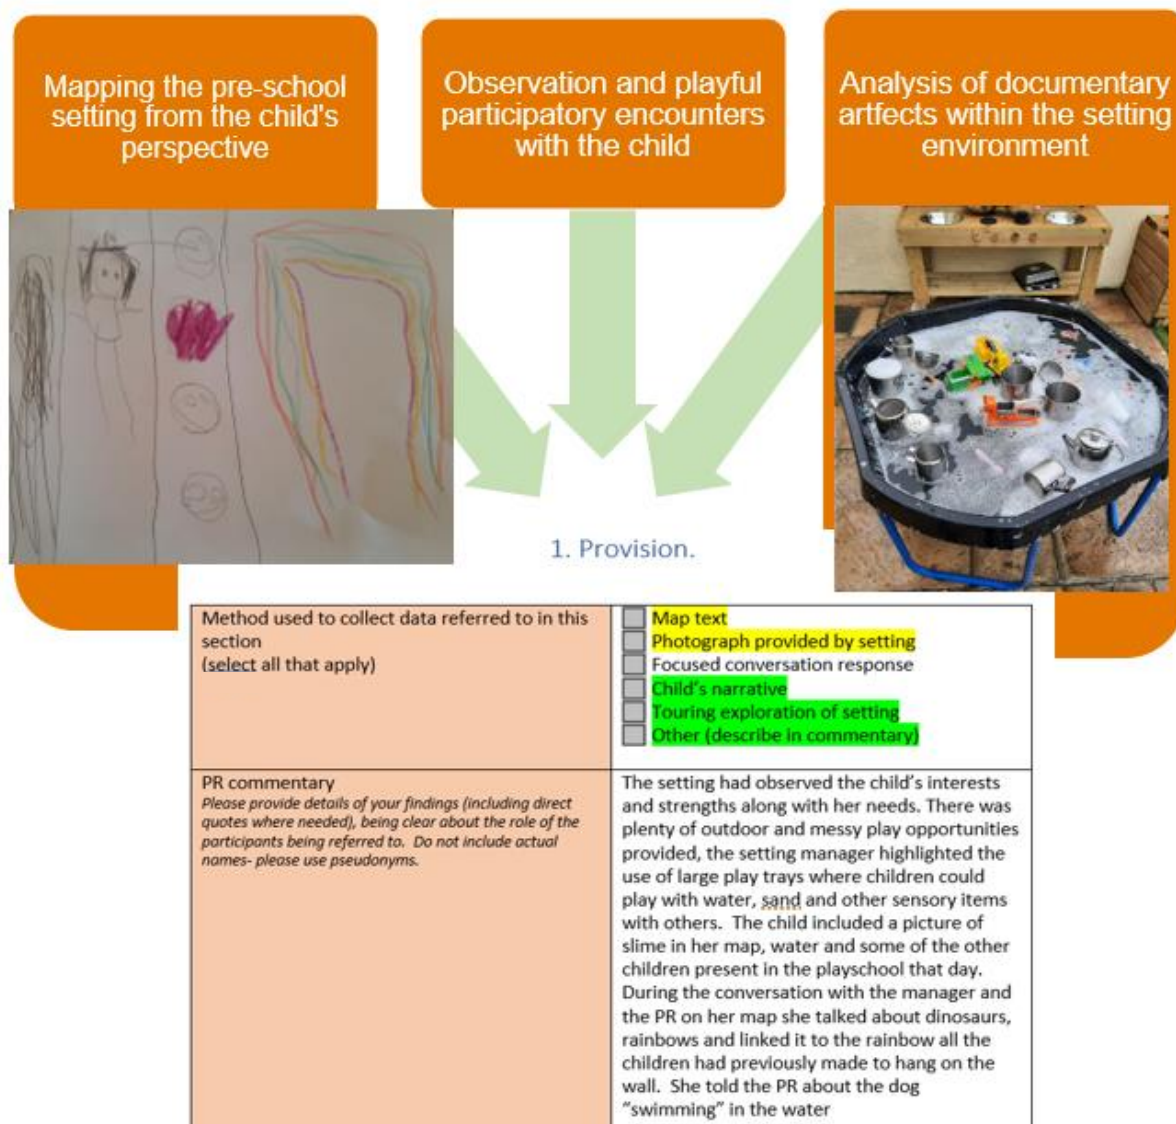 Mapping the pre-school
setting from the child's
perspective
Observation and playful
participatory encounters
with the child
Analysis of documentary
artfects within the setting
environment
1. Provision.
Method used to collect data referred to in this
section
(select all that apply)
Map text
Photograph provided by setting
Focused conversation response
Child's narrative
Touring exploration of setting
Other (describe in commentary)
PR commentary
Please provide details of your findings (including direct
quotes where needed), being clear about the role of the
participants being referred to. Do not include actual
names- please use pseudonyms.
The setting had observed the child's interests
and strengths along with her needs. There was
plenty of outdoor and messy play opportunities
provided, the setting manager highlighted the
use of large play trays where children could
play with water, sand and other sensory items
with others. The child included a picture of
slime in her map, water and some of the other
children present in the playschool that day.
During the conversation with the manager and
the PR on her map she talked about dinosaurs,
rainbows and linked it to the rainbow all the
children had previously made to hang on the
wall. She told the PR about the dog
"swimming" in the water